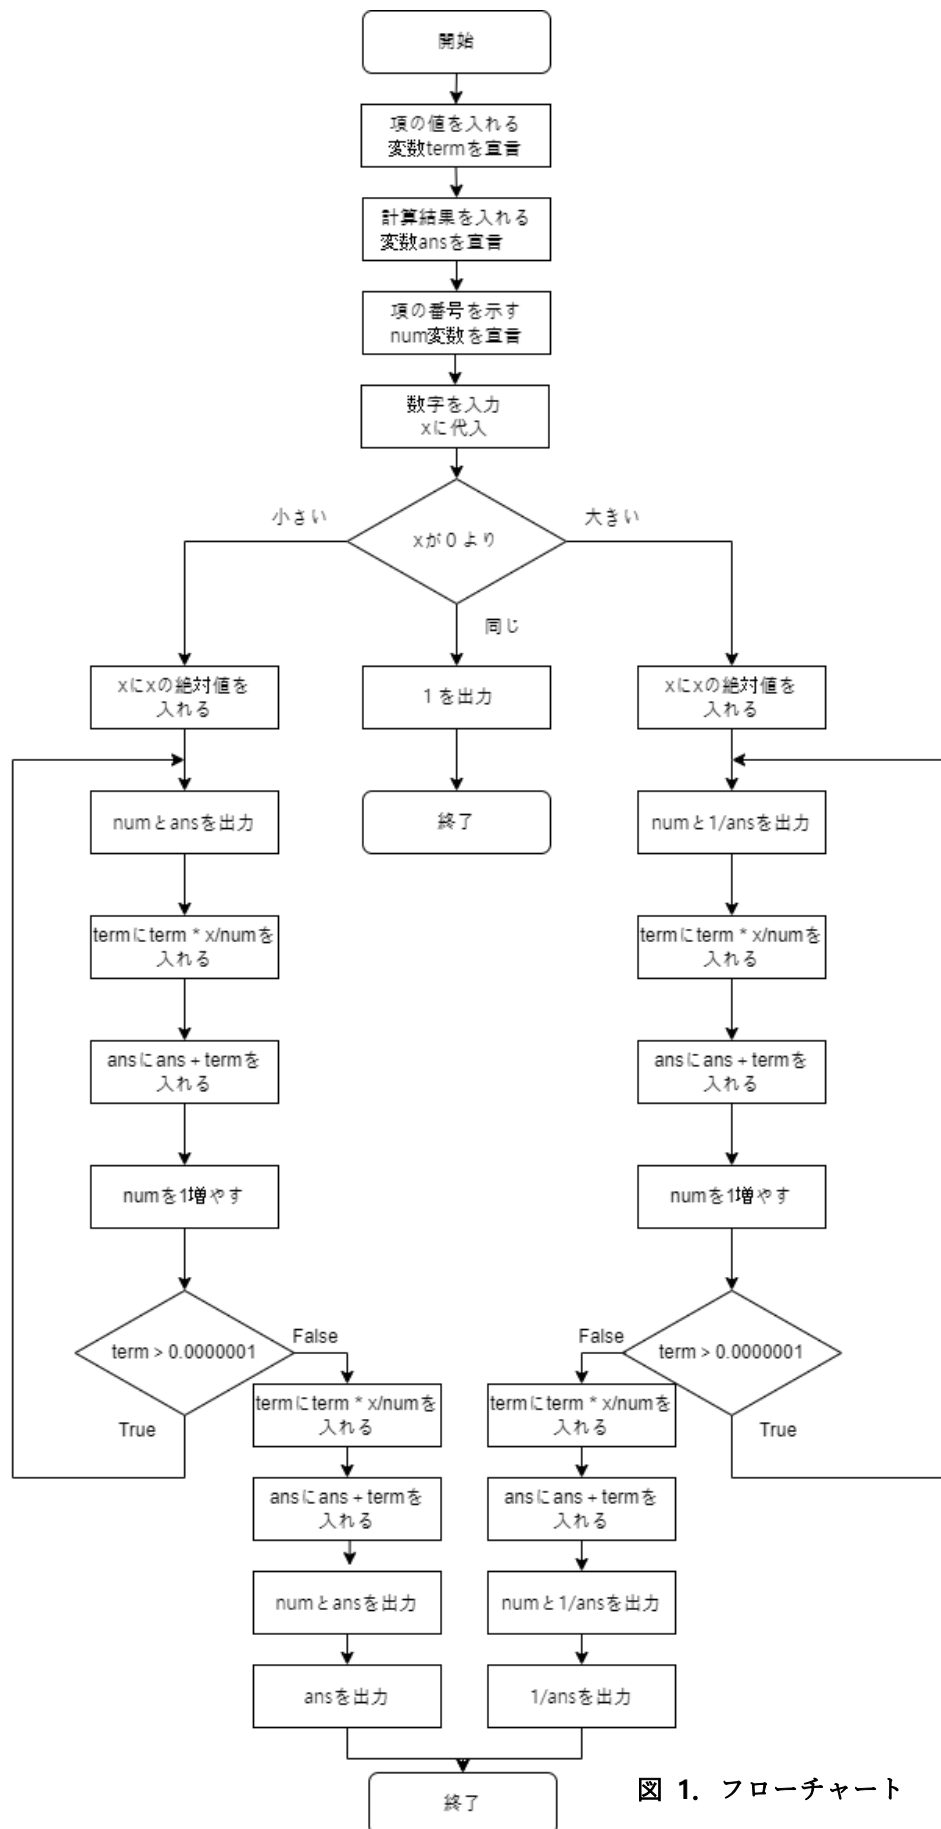 開始
項の値を入れる
変数termを宣言
計算結果を入れる
変数ansを宣言
項の番号を示す
num変数を宣言
数字を入力
xに代入
小さい
xが０より
大きい
同じ
xにxの絶対値を
入れる
１を出力
xにxの絶対値を
入れる
numとansを出力
終了
numと1/ansを出力
termにterm * x/numを
入れる
termにterm * x/numを
入れる
ansにans + termを
入れる
ansにans + termを
入れる
numを1増やす
numを1増やす
term > 0.0000001
False
True
False
term > 0.0000001
True
termにterm * x/numを
入れる
termにterm * x/numを
入れる
ansにans + termを
入れる
ansにans + termを
入れる
numとansを出力
numと1/ansを出力
ansを出力
1/ansを出力
終了
図 1. フローチャート